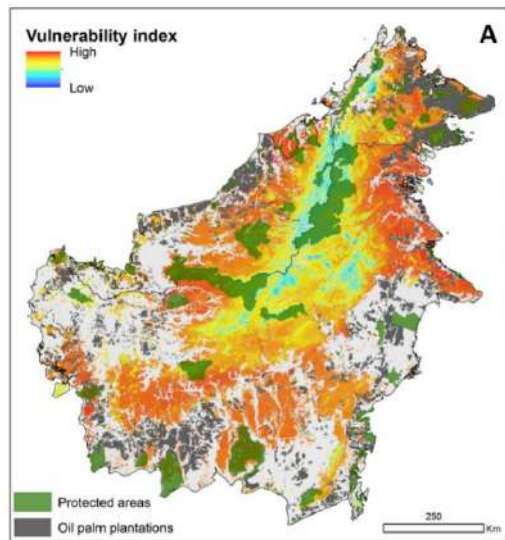 Vulnerability index
A
High
Low
Protected areas
Oil palm plantations
250
Km